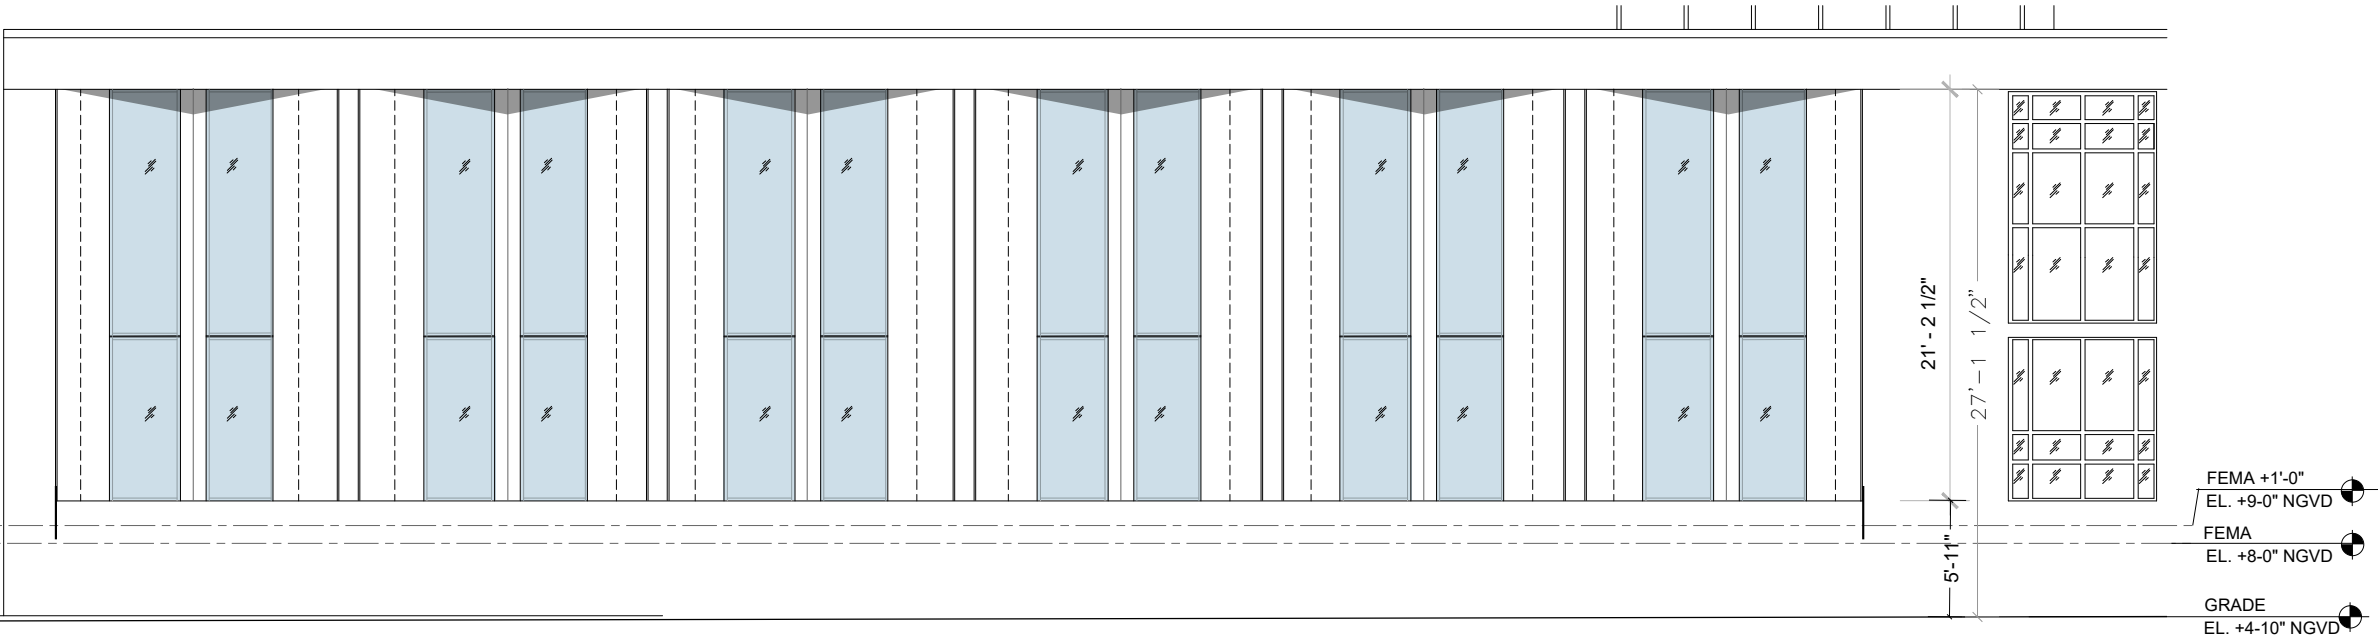 21' - 2 1/2"
27'-1 1/2"
5'-11"
FEMA +1'-0"
EL. +9-0" NGVD
FEMA
EL. +8-0" NGVD
GRADE
EL. +4-10" NGVD